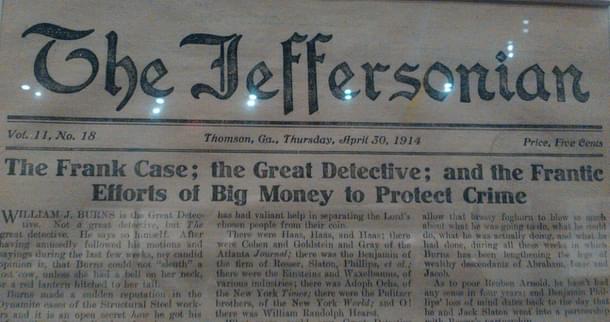 The Jeffersonian
Vol. 11, No. 18 Thomson, Ga., Thursday, April 30, 1914 Price, Five Cents
The Frank Case; the Great Detective; and the Frantic
Efforts of Big Money to Protect Crime
WILLIAM J. BURNS is the Great Detec-
tive. Not a great detective, but The
great detective. He says so himself. After
having amusedly followed his motions and
sayings during the last few weeks, my candid
opinion is, that Burns could not "sleuth" a
lost cow, unless she had a bell on her neck,
or a red lantern hitched to her tail.
Burns made a sudden reputation in the
Dynamite cases of the Structural Steel work-
ers and it is an open secret how he got his
has had valiant help in separating the Lord's
chosen people from their coin.
There were Haas, Haas, and Haas; there
were Cohen and Goldstein and Gray of the
Atlanta Journal; there was the Benjamin of
the firm of Rosser, Slaton, Phillips, et al.;
there were the Einsteins and Waxelbaums, of
various industries; there was Adolph Ochs, of
the New York Times; there were the Pulitzer
brothers, of the New York World; and O!
there was William Randolph Hearst.
allow that brassy foghorn to blow so much
about what he was going to do, what he could
do, what he was actually doing, and what he
had done, during all these weeks in which
Burns has been lengthening the legs of
wealthy descendants of Abraham, Isaac and
Jacob.
As to poor Reuben Arnold, he hasn't had
any sense in four years; and Benjamin Phil-
lips' loss of mind dates back to the day that
he and Jack Slaton went into a partnership